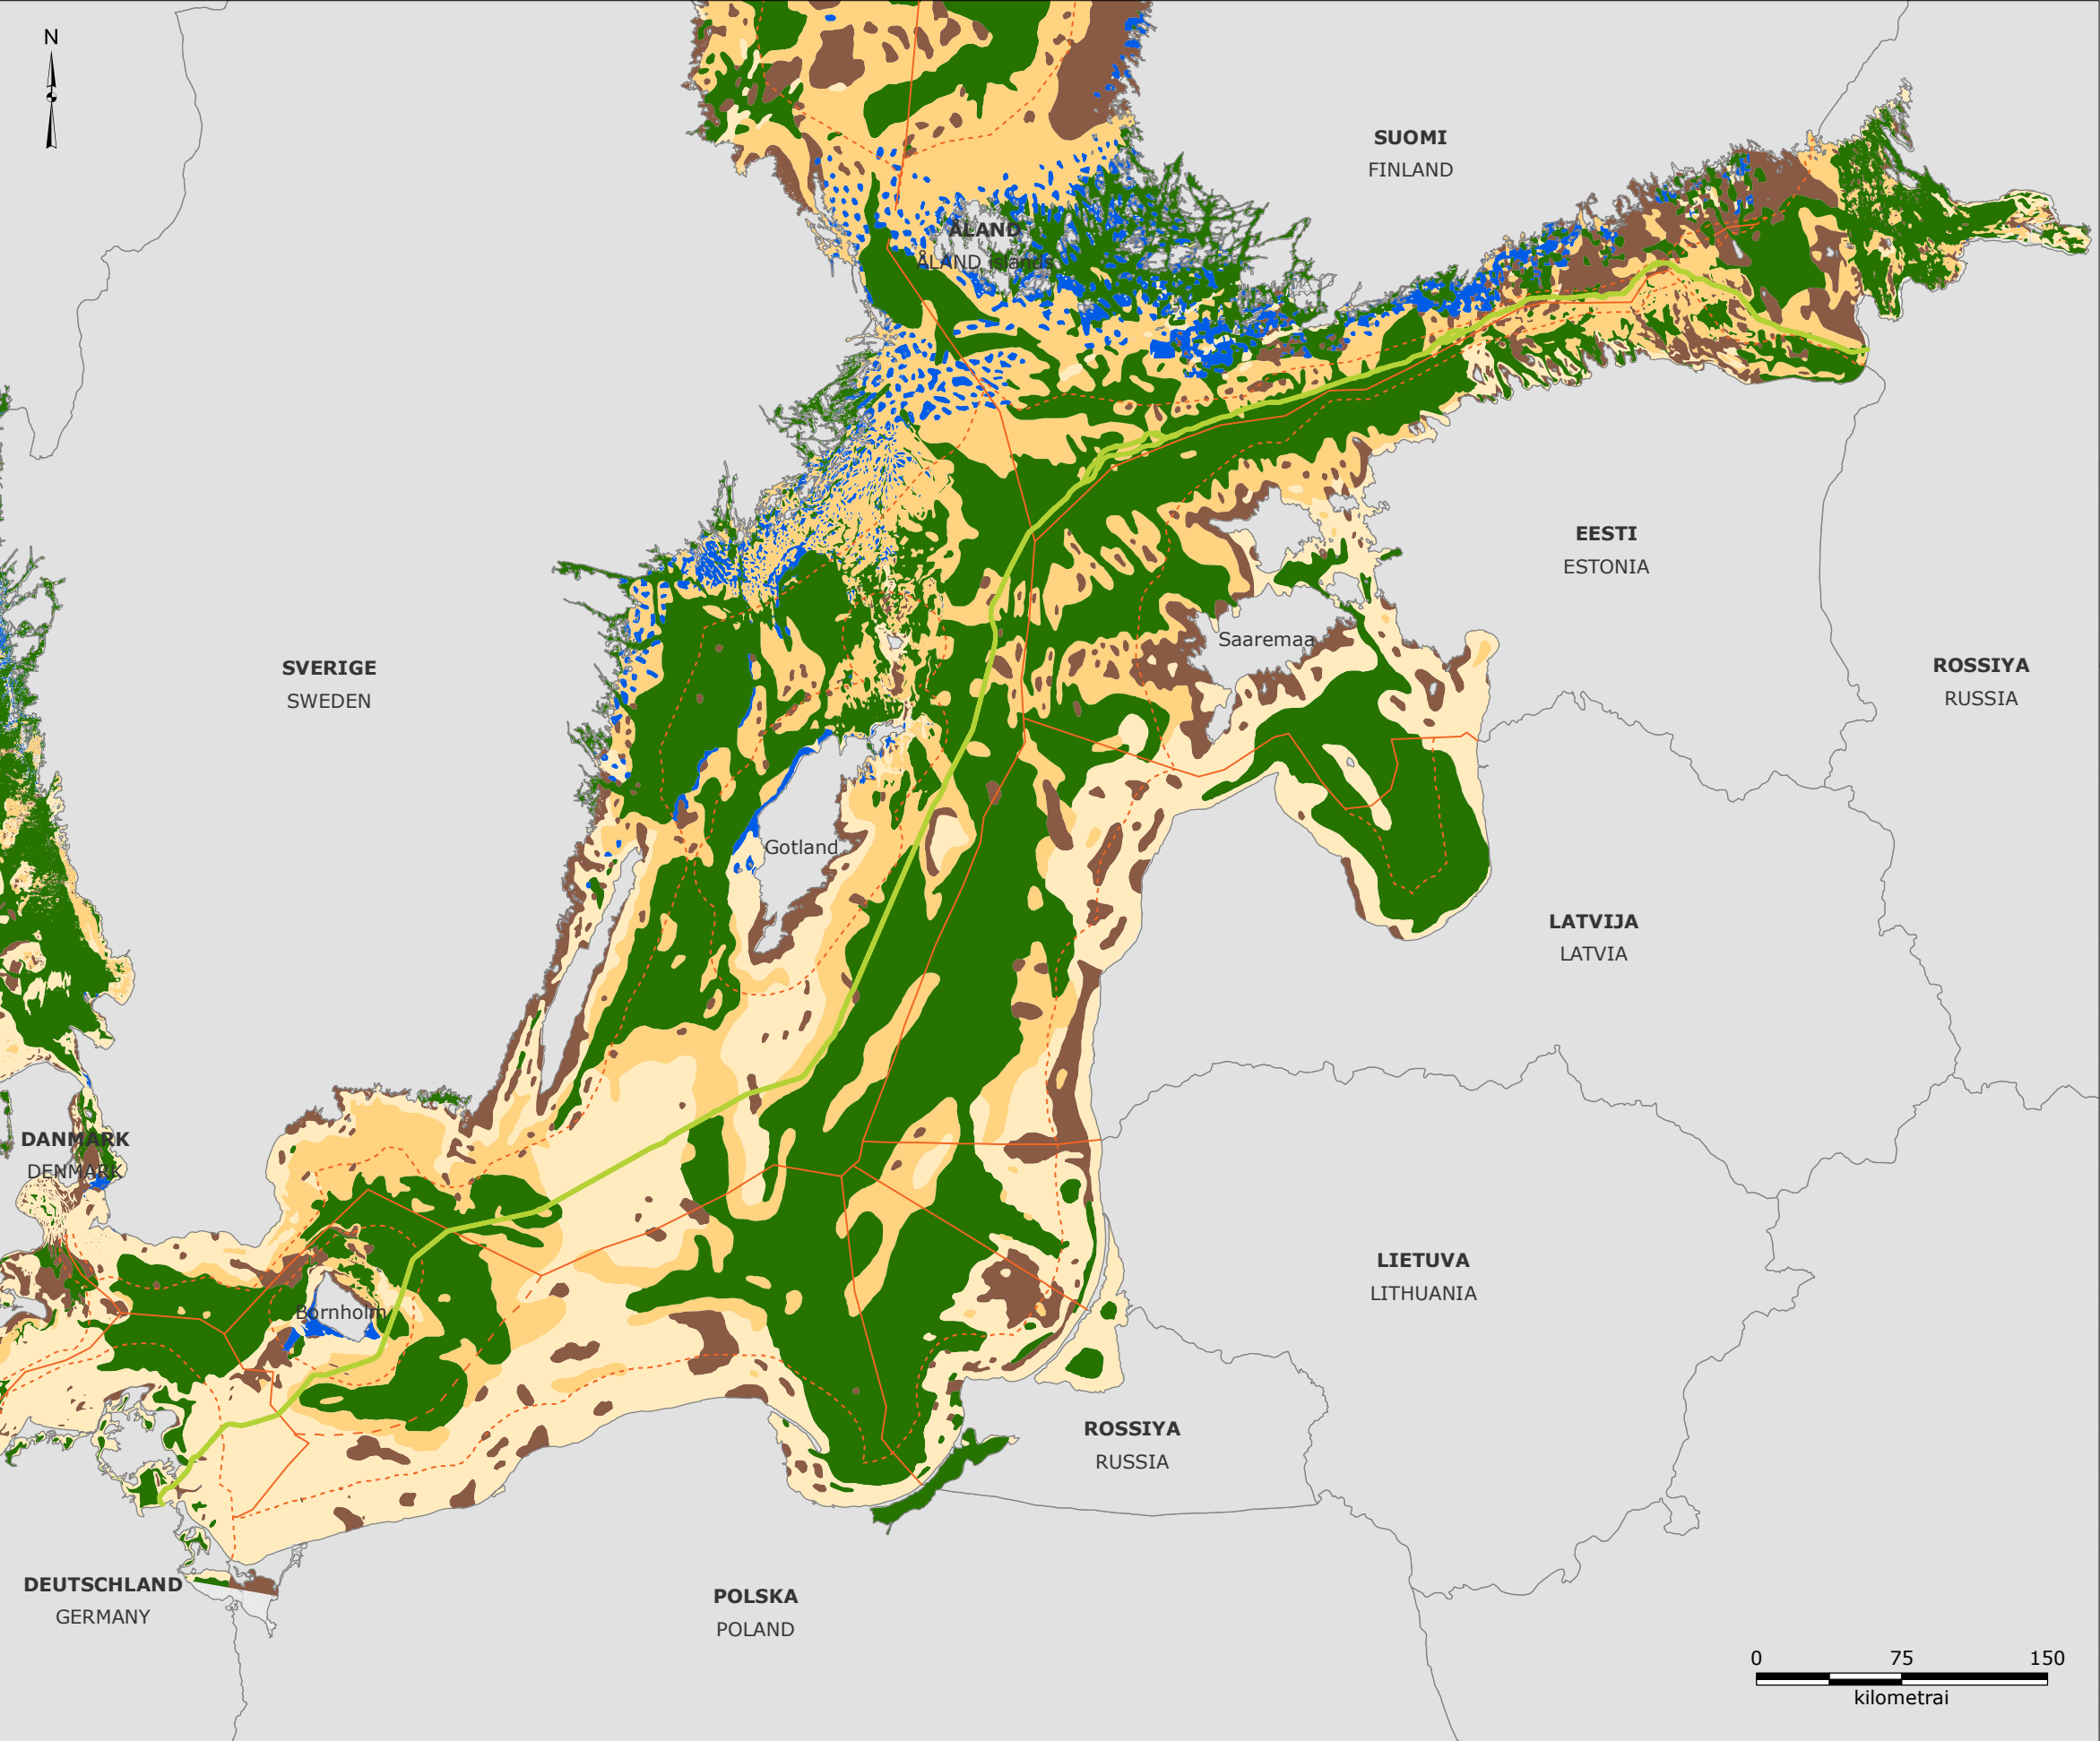 N
SUOMI
FINLAND
ÅLAND
ÅLAND Islands
EESTI
ESTONIA
Saaremaa
SVERIGE
SWEDEN
ROSSIYA
RUSSIA
Gotland
LATVIJA
LATVIA
DANMARK
DENMARK
LIETUVA
LITHUANIA
Bornholm
ROSSIYA
RUSSIA
DEUTSCHLAND
GERMANY
POLSKA
POLAND
0 75 150
kilometrai